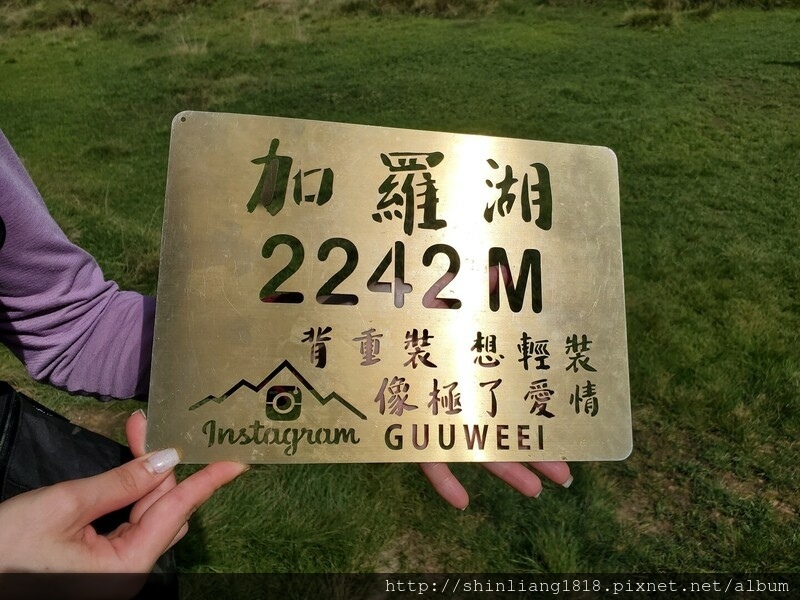 加羅湖
2242M
背重裝 想輕裝
像極了愛情
Instagram GUUWEEI
http://shinliang1818.pixnet.net/album